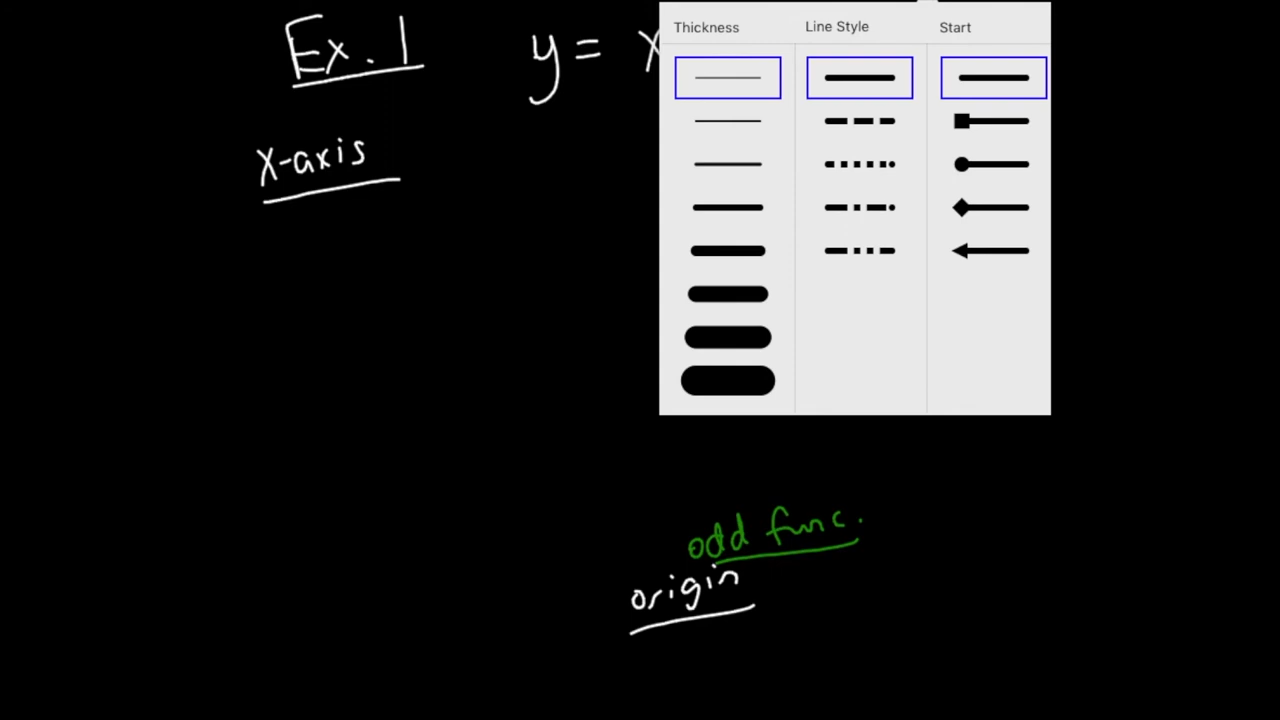 Ex. 1 y = x
Thickness Line Style Start
x-axis
odd func.
origin